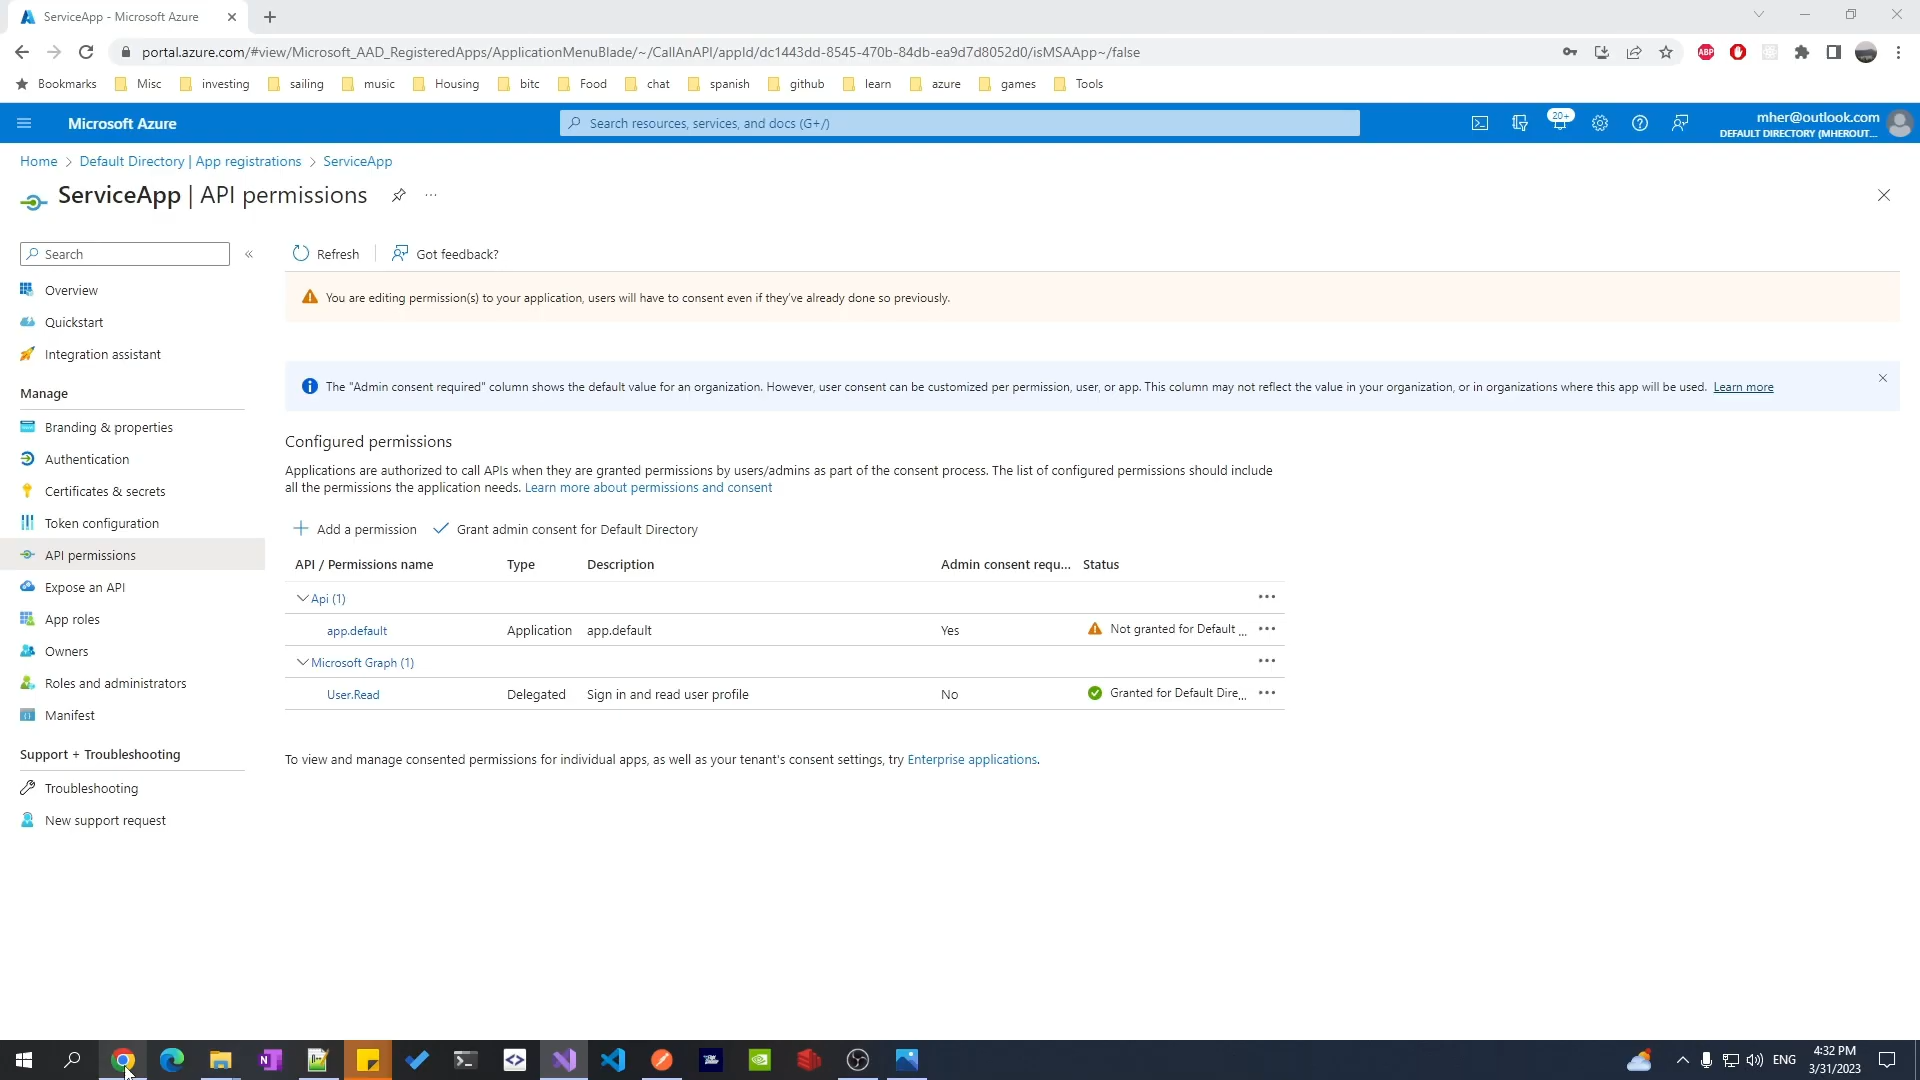 ServiceApp - Microsoft Azure
portal.azure.com/#view/Microsoft_AAD_RegisteredApps/ApplicationMenuBlade/~/CallAnAPI/appId/dc1443dd-8545-470b-84db-ea9d7d8052d0/isMSAApp~/false
ABP
Bookmarks Misc investing sailing music Housing bitc Food chat spanish github learn azure games Tools
Microsoft Azure
Search resources, services, and docs (G+/)
20+
mher@outlook.com
DEFAULT DIRECTORY (MHEROUT...
Home > Default Directory | App registrations > ServiceApp
ServiceApp | API permissions
Search
Refresh
Got feedback?
You are editing permission(s) to your application, users will have to consent even if they've already done so previously.
The "Admin consent required" column shows the default value for an organization. However, user consent can be customized per permission, user, or app. This column may not reflect the value in your organization, or in organizations where this app will be used. Learn more
Overview
Quickstart
Integration assistant
Manage
Branding & properties
Authentication
Certificates & secrets
Token configuration
API permissions
Expose an API
App roles
Owners
Roles and administrators
Manifest
Support + Troubleshooting
Troubleshooting
New support request
Configured permissions
Applications are authorized to call APIs when they are granted permissions by users/admins as part of the consent process. The list of configured permissions should include
all the permissions the application needs. Learn more about permissions and consent
Add a permission
Grant admin consent for Default Directory
API / Permissions name Type Description Admin consent requ... Status
Api (1)
app.default Application app.default Yes Not granted for Default ...
Microsoft Graph (1)
User.Read Delegated Sign in and read user profile No Granted for Default Dire...
To view and manage consented permissions for individual apps, as well as your tenant's consent settings, try Enterprise applications.
ENG
4:32 PM
3/31/2023